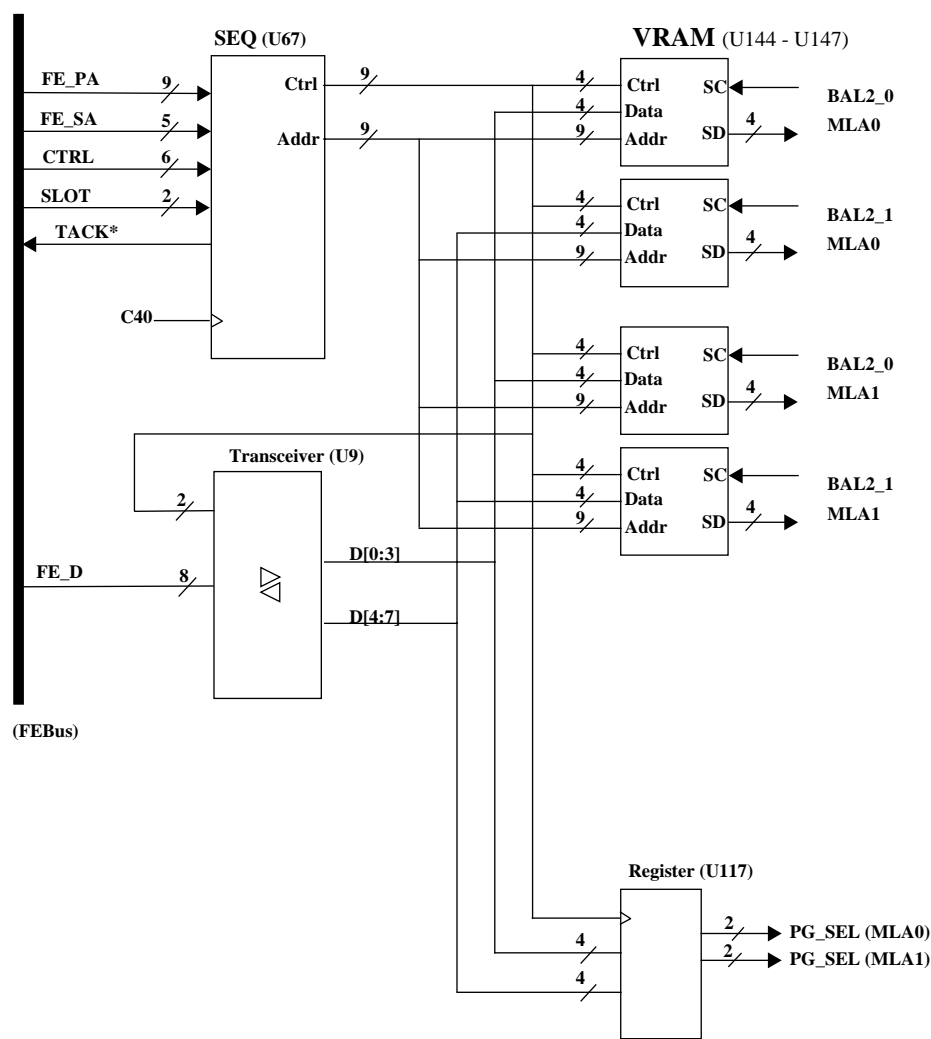 SEQ (U67)
VRAM (U144 - U147)
FE_PA
9
Ctrl
9
4
Ctrl
SC
BAL2_0
4
Data
FE_SA
5
Addr
9
9
Addr
SD
4
MLA0
CTRL
6
SLOT
2
4
Ctrl
SC
BAL2_1
TACK*
4
Data
9
Addr
SD
4
MLA0
C40
4
Ctrl
SC
BAL2_0
4
Data
9
Addr
SD
4
MLA1
Transceiver (U9)
4
Ctrl
SC
BAL2_1
2
4
Data
9
Addr
SD
4
MLA1
FE_D
8
D[0:3]
D[4:7]
(FEBus)
Register (U117)
2
PG_SEL (MLA0)
4
2
PG_SEL (MLA1)
4